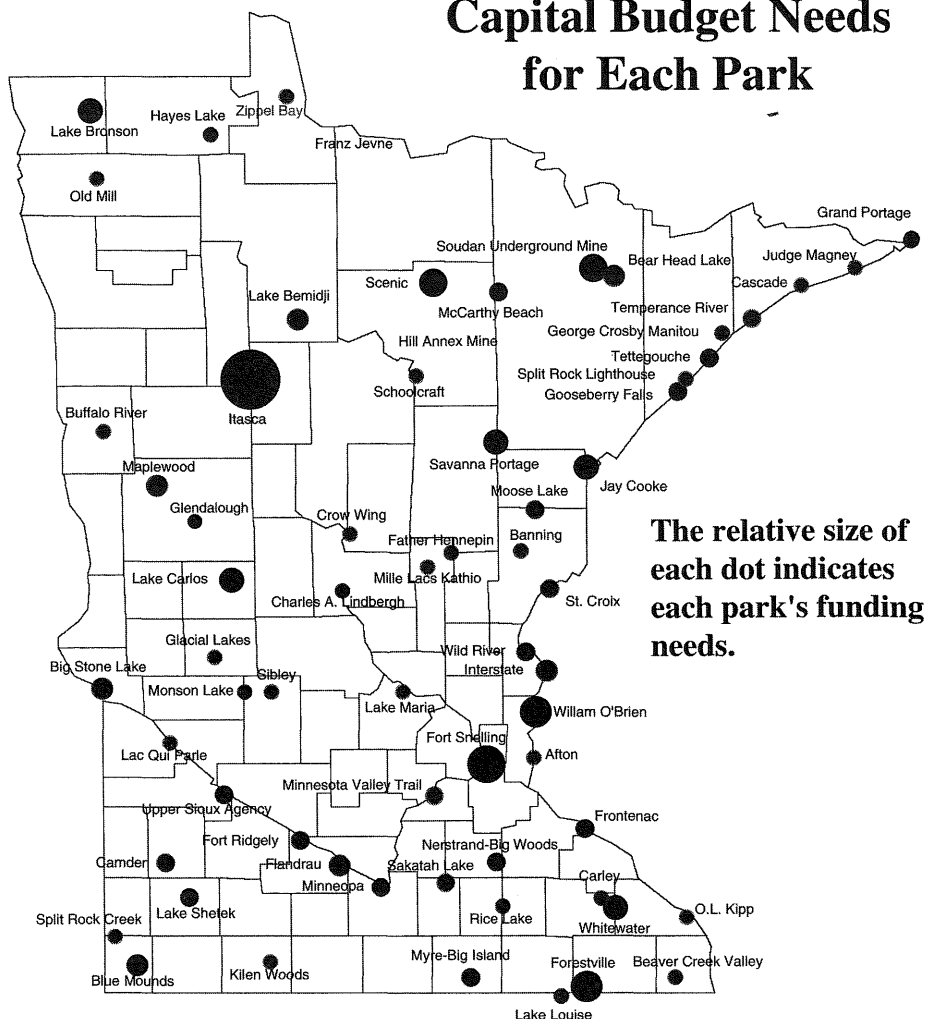 Capital Budget Needs
for Each Park
Zippel Bay
Lake Bronson
Hayes Lake
Franz Jevne
Old Mill
Grand Portage
Soudan Underground Mine
Bear Head Lake
Judge Magney
Scenic
Cascade
Lake Bemidji
McCarthy Beach
Temperance River
George Crosby Manitou
Hill Annex Mine
Tettegouche
Split Rock Lighthouse
Schoolcraft
Gooseberry Falls
Itasca
Buffalo River
Maplewood
Savanna Portage
Jay Cooke
Moose Lake
Glendalough
Crow Wing
Father Hennepin
Banning
The relative size of
each dot indicates
each park's funding
needs.
Lake Carlos
Mille Lacs Kathio
Charles A. Lindbergh
St. Croix
Glacial Lakes
Wild River
Interstate
Big Stone Lake
Monson Lake
Sibley
Lake Maria
Willam O'Brien
Fort Snelling
Lac Qui Parle
Afton
Minnesota Valley Trail
Upper Sioux Agency
Frontenac
Fort Ridgely
Nerstrand-Big Woods
Camden
Flandrau
Sakatah Lake
Minneopa
Carley
Split Rock Creek
Lake Shetek
Rice Lake
Whitewater
O.L. Kipp
Blue Mounds
Kilen Woods
Myre-Big Island
Forestville
Beaver Creek Valley
Lake Louise